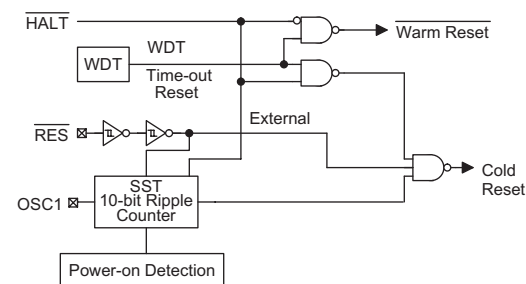 HALT
WDT
WDT
Time-out
Reset
Warm Reset
RES
External
Cold
Reset
OSC1
SST
10-bit Ripple
Counter
Power-on Detection